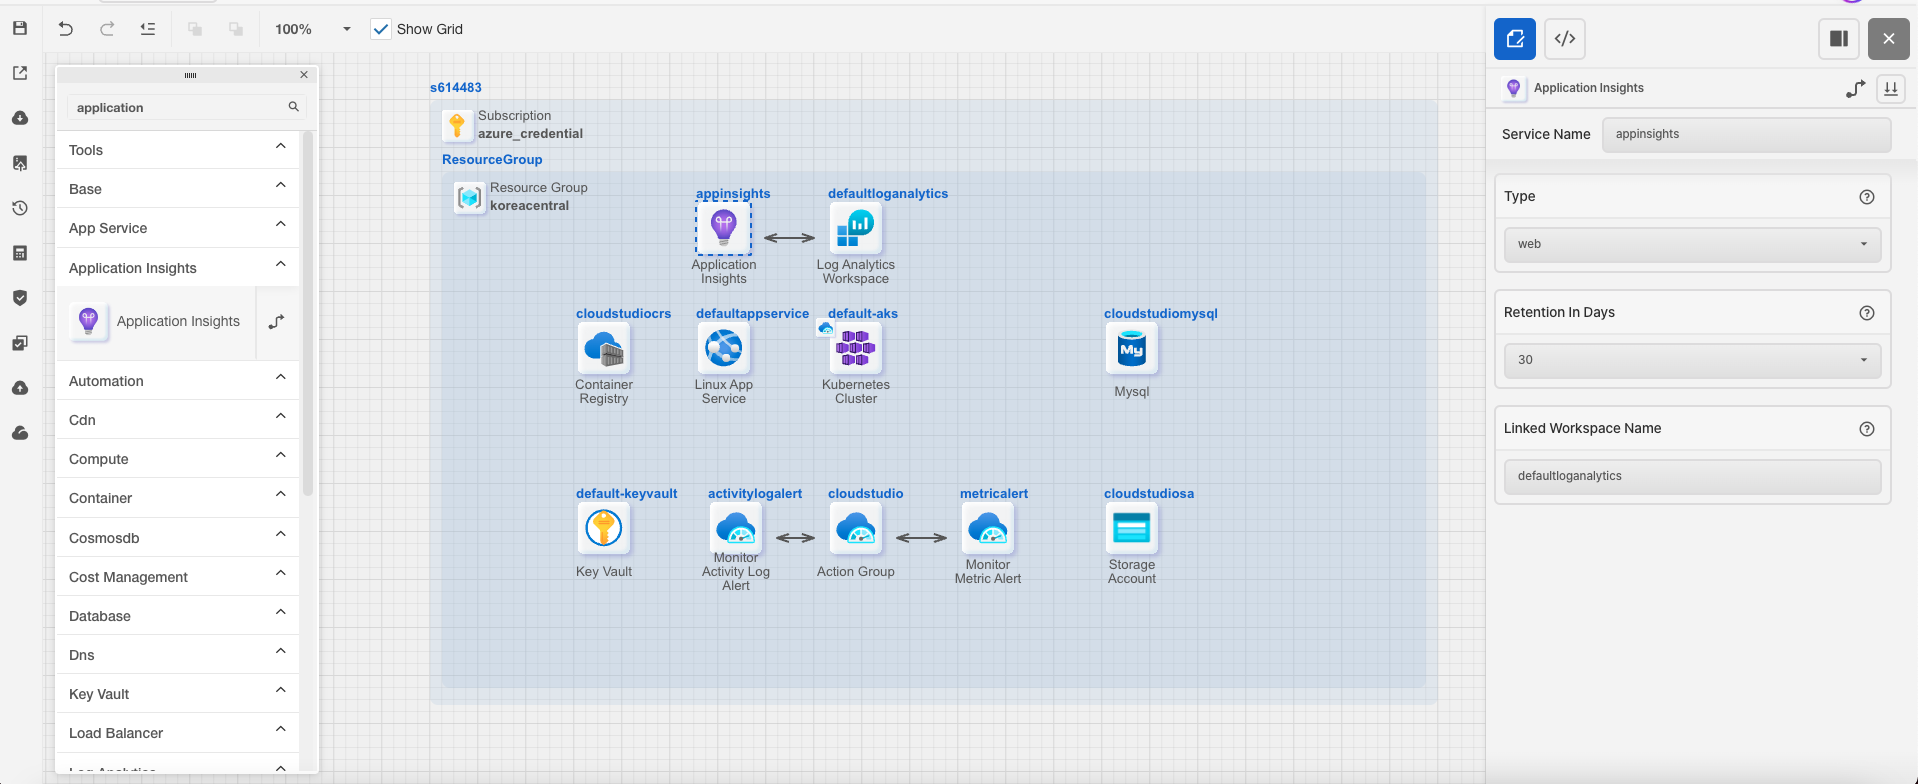 100%
Show Grid
application
Tools
Base
App Service
Application Insights
Application Insights
Automation
Cdn
Compute
Container
Cosmosdb
Cost Management
Database
Dns
Key Vault
Load Balancer
Log Analytics
s614483
Subscription
azure_credential
ResourceGroup
Resource Group
koreacentral
appinsights
Application
Insights
defaultloganalytics
Log Analytics
Workspace
cloudstudiocrs
Container
Registry
defaultappservice
Linux App
Service
default-aks
Kubernetes
Cluster
cloudstudiomysql
My
Mysql
default-keyvault
Key Vault
activitylogalert
Monitor
Activity Log
Alert
cloudstudio
Action Group
metricalert
Monitor
Metric Alert
cloudstudiosa
Storage
Account
Application Insights
Service Name
appinsights
Type
web
Retention In Days
30
Linked Workspace Name
defaultloganalytics